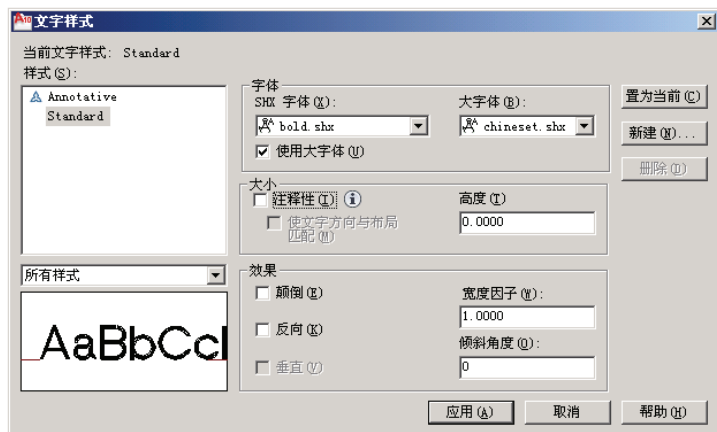 文字样式
当前文字样式: Standard
样式(S):
Annotative
Standard
所有样式
AaBbCcI
字体
SHX 字体(X):
bold.shx
大字体(B):
chineset.shx
使用大字体(U)
大小
注释性(I)
使文字方向与布局
匹配(M)
高度(T)
0.0000
效果
颠倒(E)
反向(K)
垂直(V)
宽度因子(W):
1.0000
倾斜角度(O):
0
置为当前(C)
新建(N)...
删除(D)
应用(A)
取消
帮助(H)